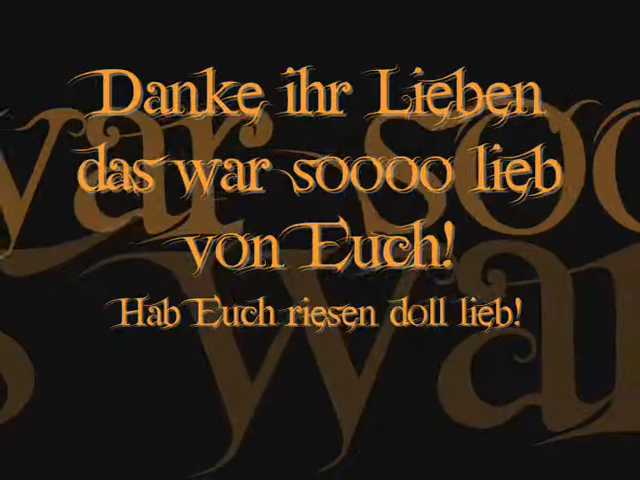 Danke ihr Lieben
das war soooo lieb
von Euch!
Hab Euch riesen doll lieb!